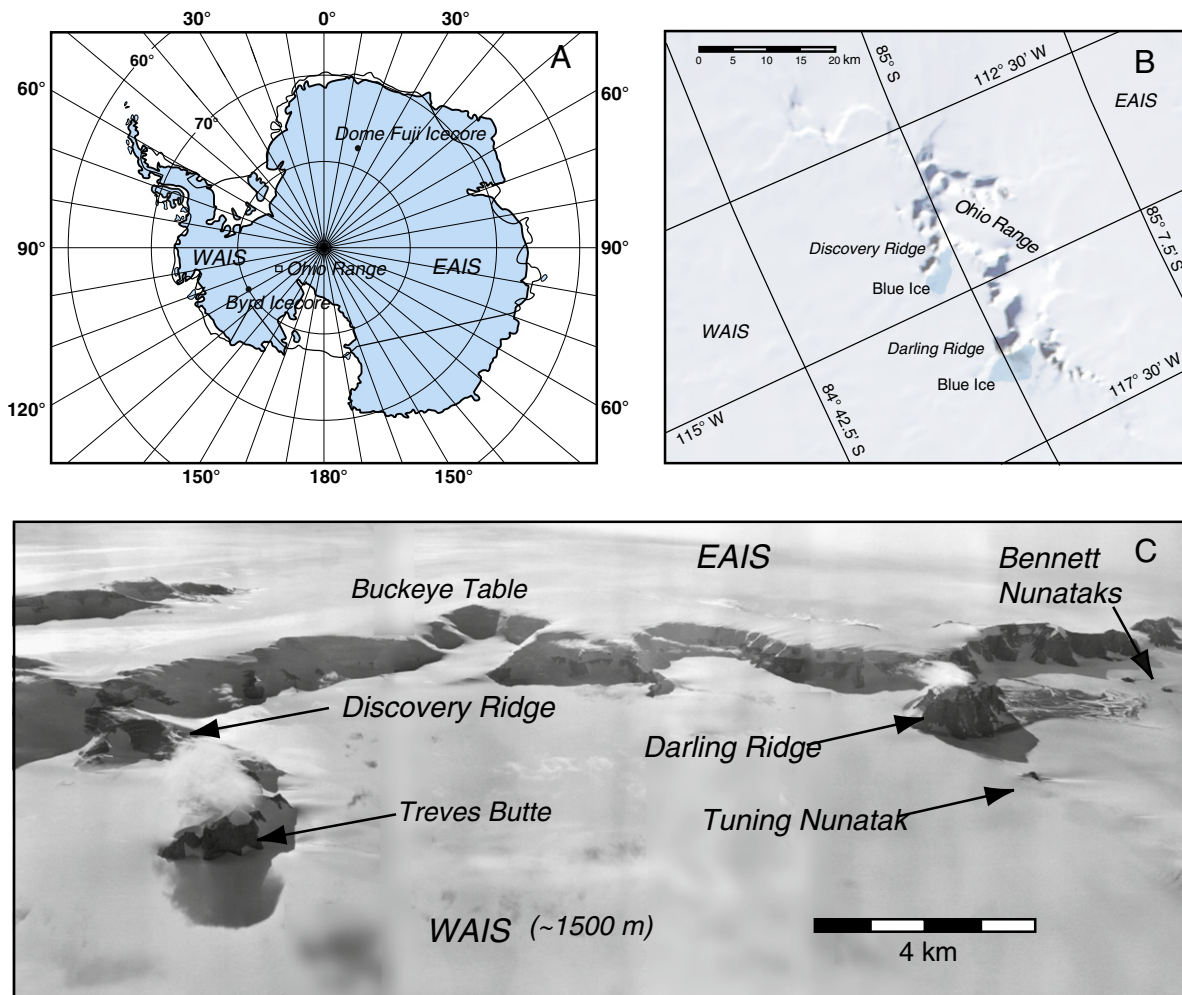 30° 0° 30°
A
60°
60°
70°
60°
Dome Fuji Icecore
90°
WAIS
Ohio Range
EAIS
90°
Byrd Icecore
120°
60°
150° 180° 150°
B
0 5 10 15 20 km
85° S
112° 30' W
EAIS
Ohio Range
85° 7.5' S
Discovery Ridge
Blue Ice
WAIS
Darling Ridge
Blue Ice
117° 30' W
115° W
84° 42.5' S
C
EAIS
Bennett
Nunataks
Buckeye Table
Discovery Ridge
Darling Ridge
Treves Butte
Tuning Nunatak
WAIS (~1500 m)
4 km